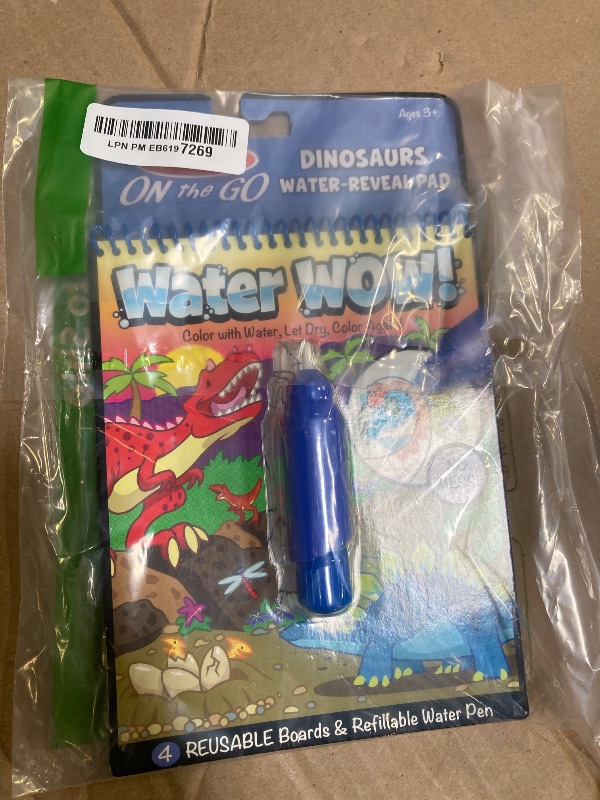 Ages 3+
LPN PM EB6197269
ON the GO
DINOSAURS
WATER-REVEAL PAD
Water WOW!
Color with Water, Let Dry, Color Again!
4 REUSABLE Boards & Refillable Water Pen